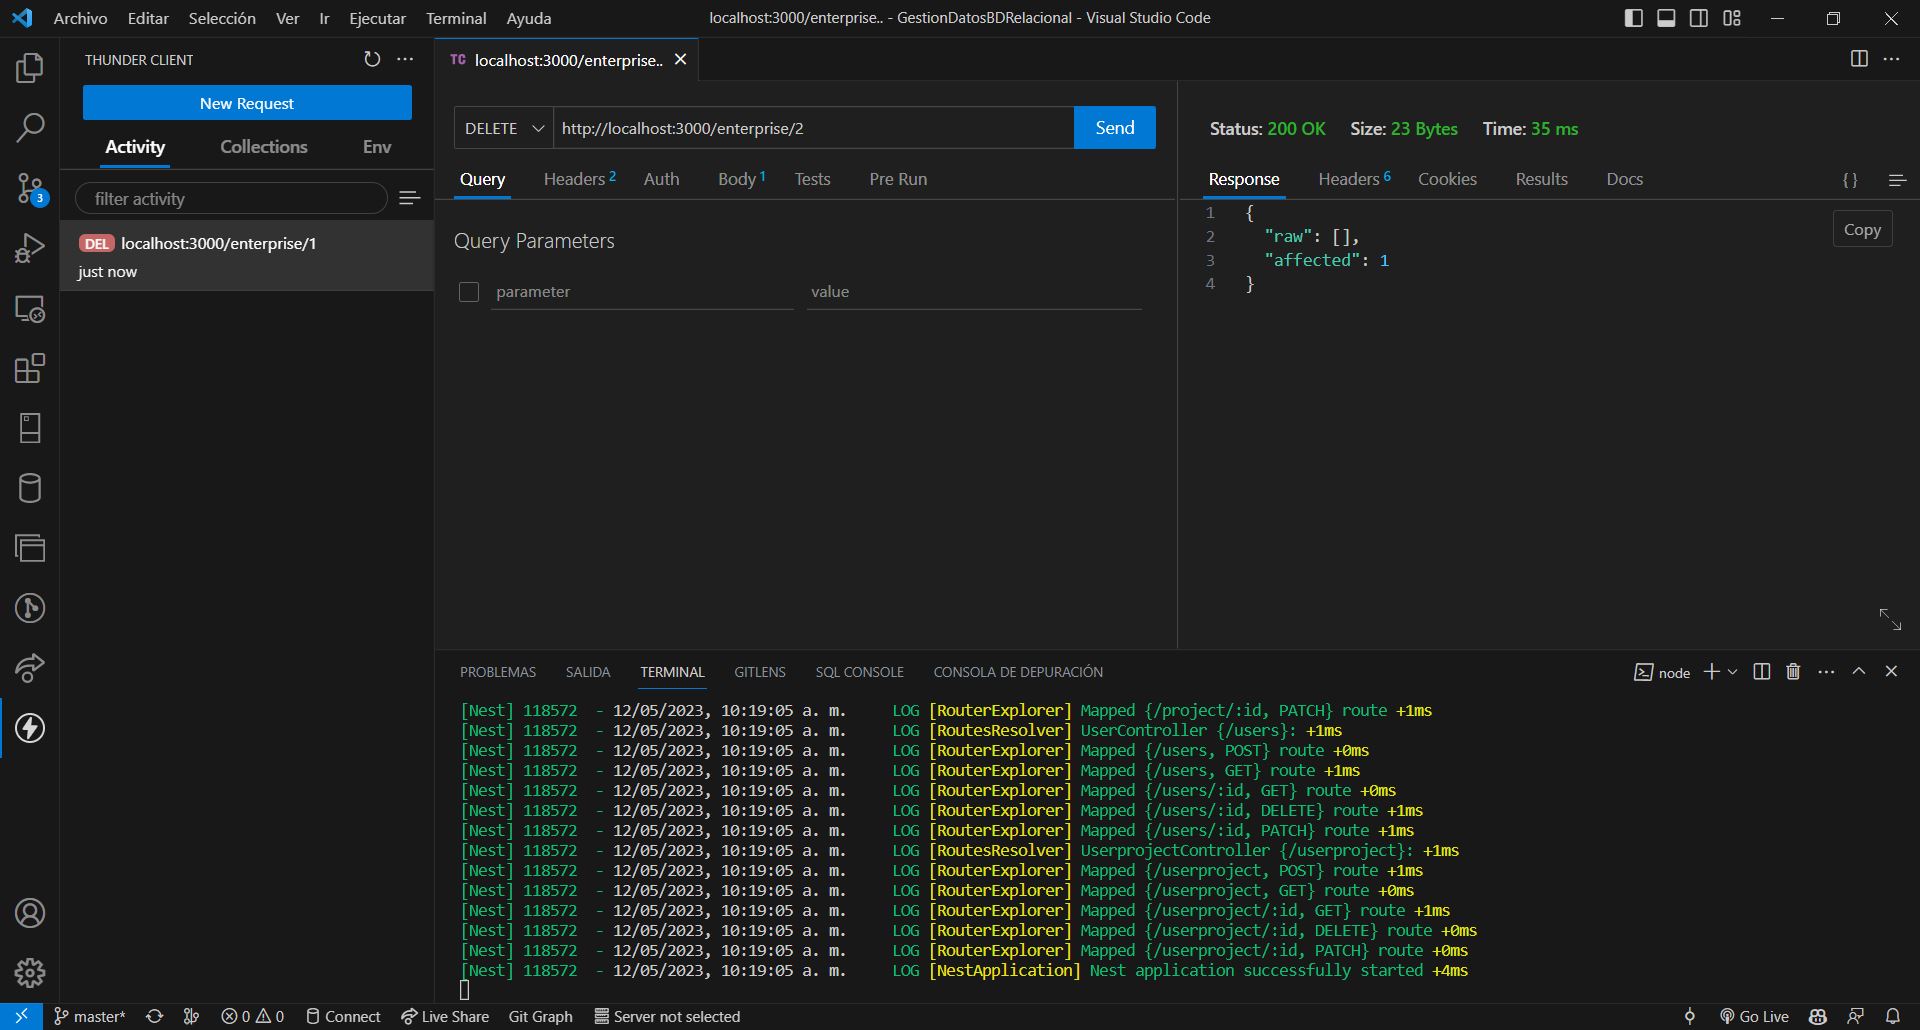 Archivo Editar Selección Ver Ir Ejecutar Terminal Ayuda localhost:3000/enterprise.. - GestionDatosBDRelacional - Visual Studio Code
THUNDER CLIENT
New Request
Activity Collections Env
filter activity
DEL localhost:3000/enterprise/1
just now
3
TC localhost:3000/enterprise..
DELETE http://localhost:3000/enterprise/2 Send
Query Headers 2 Auth Body 1 Tests Pre Run
Query Parameters
parameter value
Status: 200 OK Size: 23 Bytes Time: 35 ms
Response Headers 6 Cookies Results Docs {}
Copy
1 {
2 "raw": [],
3 "affected": 1
4 }
PROBLEMAS SALIDA TERMINAL GITLENS SQL CONSOLE CONSOLA DE DEPURACIÓN node
[Nest] 118572 - 12/05/2023, 10:19:05 a. m. LOG [RouterExplorer] Mapped {/project/:id, PATCH} route +1ms
[Nest] 118572 - 12/05/2023, 10:19:05 a. m. LOG [RoutesResolver] UserController {/users}: +1ms
[Nest] 118572 - 12/05/2023, 10:19:05 a. m. LOG [RouterExplorer] Mapped {/users, POST} route +0ms
[Nest] 118572 - 12/05/2023, 10:19:05 a. m. LOG [RouterExplorer] Mapped {/users, GET} route +1ms
[Nest] 118572 - 12/05/2023, 10:19:05 a. m. LOG [RouterExplorer] Mapped {/users/:id, GET} route +0ms
[Nest] 118572 - 12/05/2023, 10:19:05 a. m. LOG [RouterExplorer] Mapped {/users/:id, DELETE} route +1ms
[Nest] 118572 - 12/05/2023, 10:19:05 a. m. LOG [RouterExplorer] Mapped {/users/:id, PATCH} route +1ms
[Nest] 118572 - 12/05/2023, 10:19:05 a. m. LOG [RoutesResolver] UserprojectController {/userproject}: +1ms
[Nest] 118572 - 12/05/2023, 10:19:05 a. m. LOG [RouterExplorer] Mapped {/userproject, POST} route +1ms
[Nest] 118572 - 12/05/2023, 10:19:05 a. m. LOG [RouterExplorer] Mapped {/userproject, GET} route +0ms
[Nest] 118572 - 12/05/2023, 10:19:05 a. m. LOG [RouterExplorer] Mapped {/userproject/:id, GET} route +1ms
[Nest] 118572 - 12/05/2023, 10:19:05 a. m. LOG [RouterExplorer] Mapped {/userproject/:id, DELETE} route +0ms
[Nest] 118572 - 12/05/2023, 10:19:05 a. m. LOG [RouterExplorer] Mapped {/userproject/:id, PATCH} route +0ms
[Nest] 118572 - 12/05/2023, 10:19:05 a. m. LOG [NestApplication] Nest application successfully started +4ms
master* 0 0 Connect Live Share Git Graph Server not selected Go Live